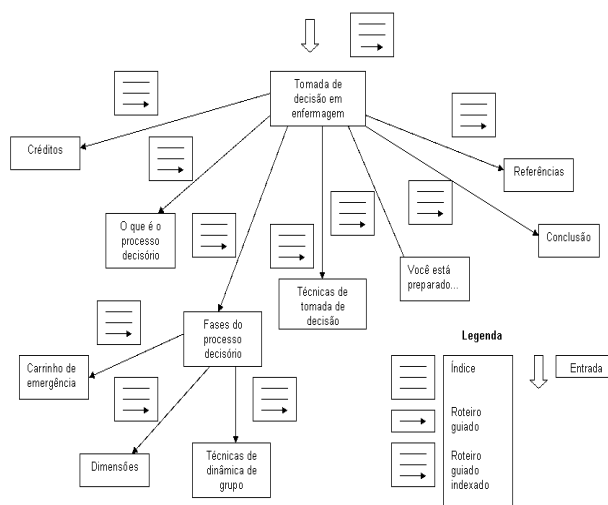 Tomada de
decisão em
enfermagem
Créditos
Referências
O que é o
processo
decisório
Conclusão
Você está
preparado...
Técnicas de
tomada de
decisão
Fases do
processo
decisório
Carrinho de
emergência
Dimensões
Técnicas de
dinâmica de
grupo
Legenda
Índice
Entrada
Roteiro
guiado
Roteiro
guiado
indexado